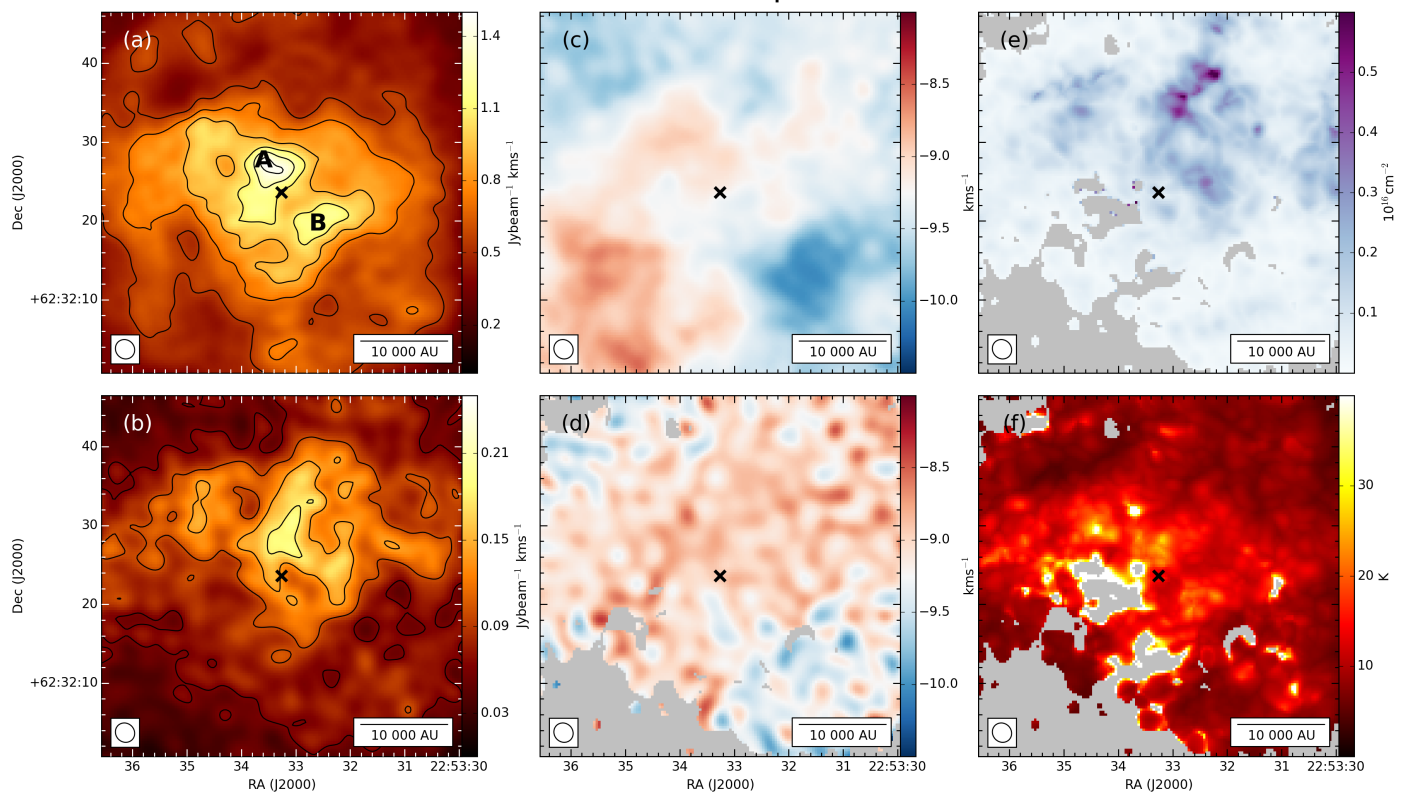 (a)
A
B
40
30
20
+62:32:10
Dec (J2000)
10 000 AU
1.4
1.1
0.8
0.5
0.2
Jybeam⁻¹ kms⁻¹
(c)
10 000 AU
−8.5
−9.0
−9.5
−10.0
kms⁻¹
(e)
10 000 AU
0.5
0.4
0.3
0.2
0.1
10¹⁶ cm⁻²
(b)
40
30
20
+62:32:10
Dec (J2000)
10 000 AU
0.21
0.15
0.09
0.03
Jybeam⁻¹ kms⁻¹
36 35 34 33 32 31 22:53:30
RA (J2000)
(d)
10 000 AU
−8.5
−9.0
−9.5
−10.0
kms⁻¹
36 35 34 33 32 31 22:53:30
RA (J2000)
(f)
10 000 AU
30
20
10
K
36 35 34 33 32 31 22:53:30
RA (J2000)